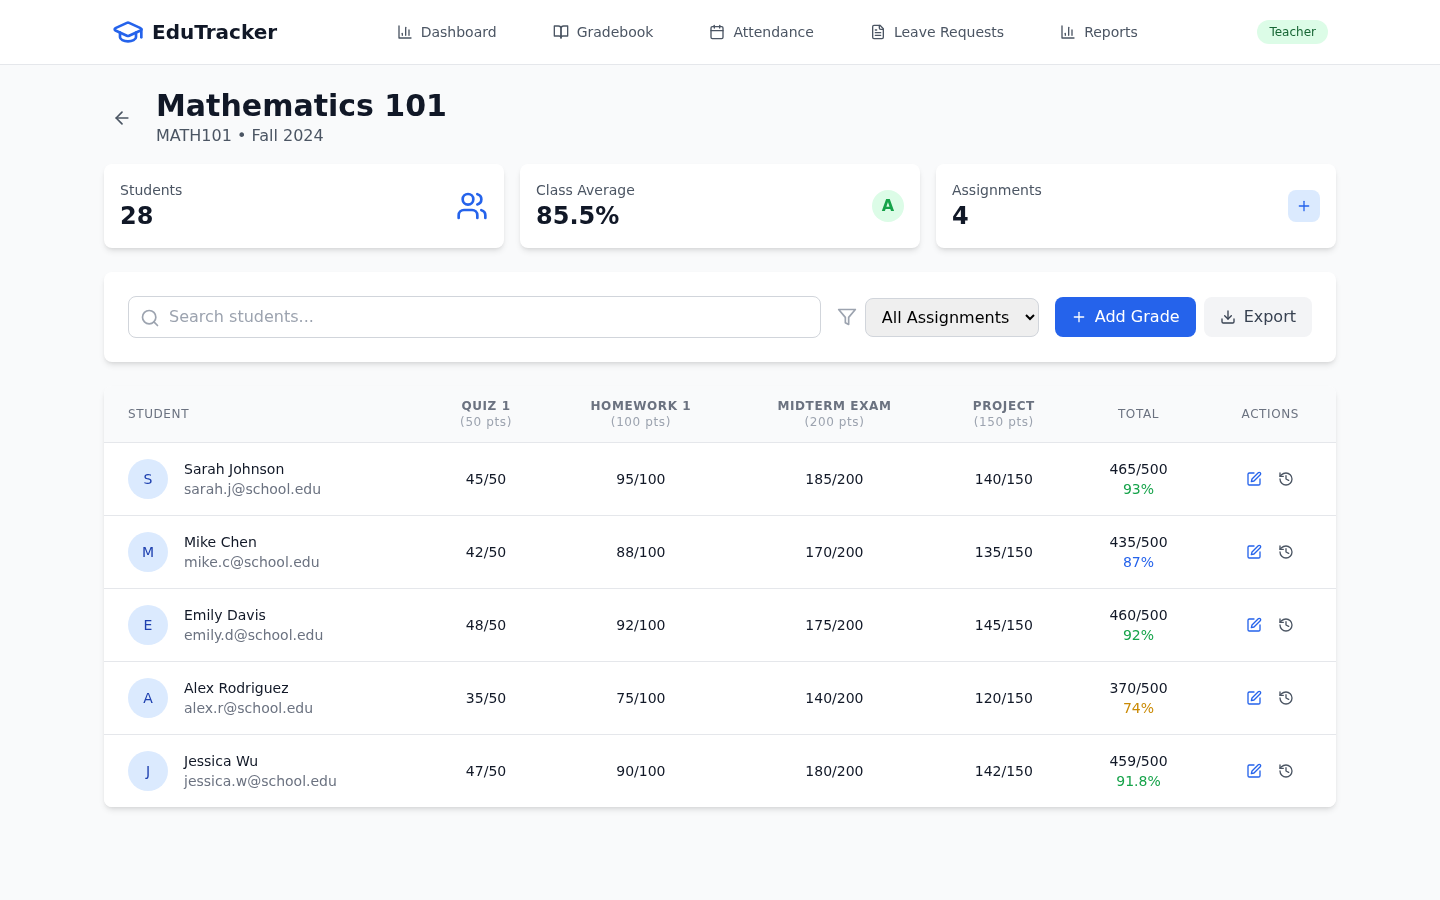 EduTracker
Dashboard
Gradebook
Attendance
Leave Requests
Reports
Teacher
Mathematics 101
MATH101 • Fall 2024
Students
28
Class Average
85.5%
A
Assignments
4
Search students...
All Assignments
Add Grade
Export
STUDENT QUIZ 1 HOMEWORK 1 MIDTERM EXAM PROJECT TOTAL ACTIONS
(50 pts) (100 pts) (200 pts) (150 pts)
S Sarah Johnson 45/50 95/100 185/200 140/150 465/500
sarah.j@school.edu 93%
M Mike Chen 42/50 88/100 170/200 135/150 435/500
mike.c@school.edu 87%
E Emily Davis 48/50 92/100 175/200 145/150 460/500
emily.d@school.edu 92%
A Alex Rodriguez 35/50 75/100 140/200 120/150 370/500
alex.r@school.edu 74%
J Jessica Wu 47/50 90/100 180/200 142/150 459/500
jessica.w@school.edu 91.8%